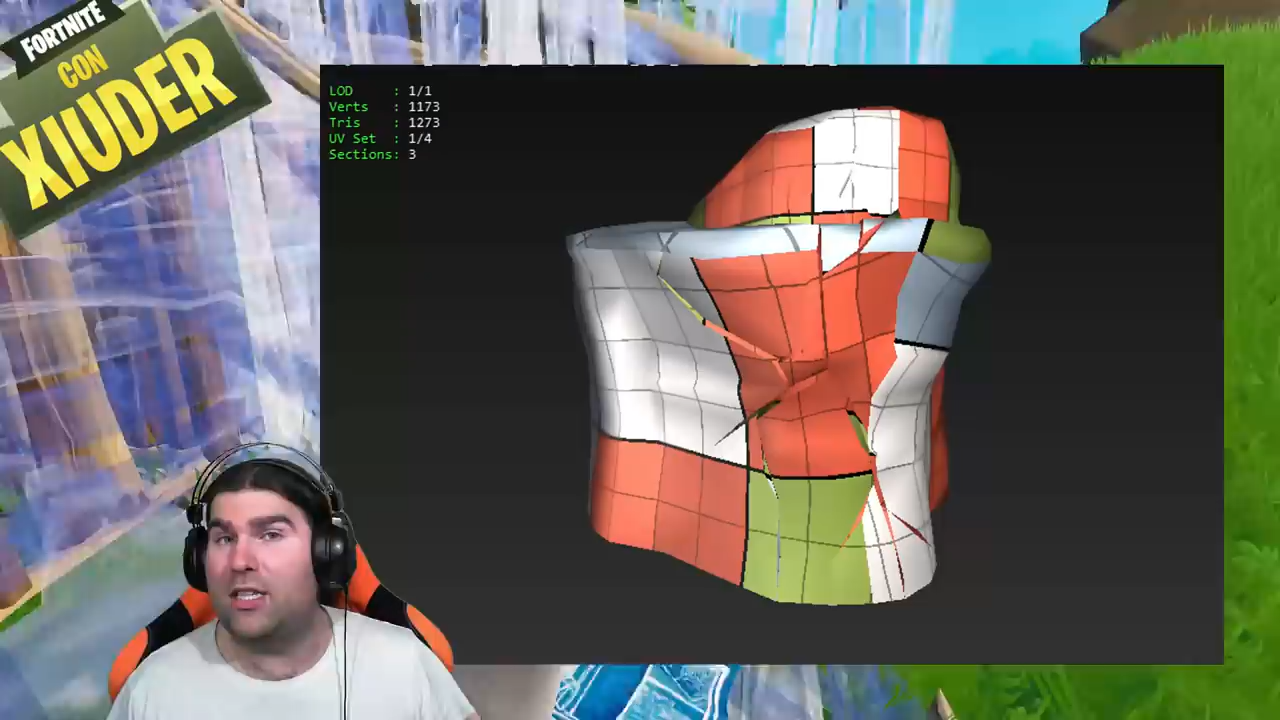 FORTNITE
CON
XIUDER
LOD : 1/1
Verts : 1173
Tris : 1273
UV Set : 1/4
Sections: 3